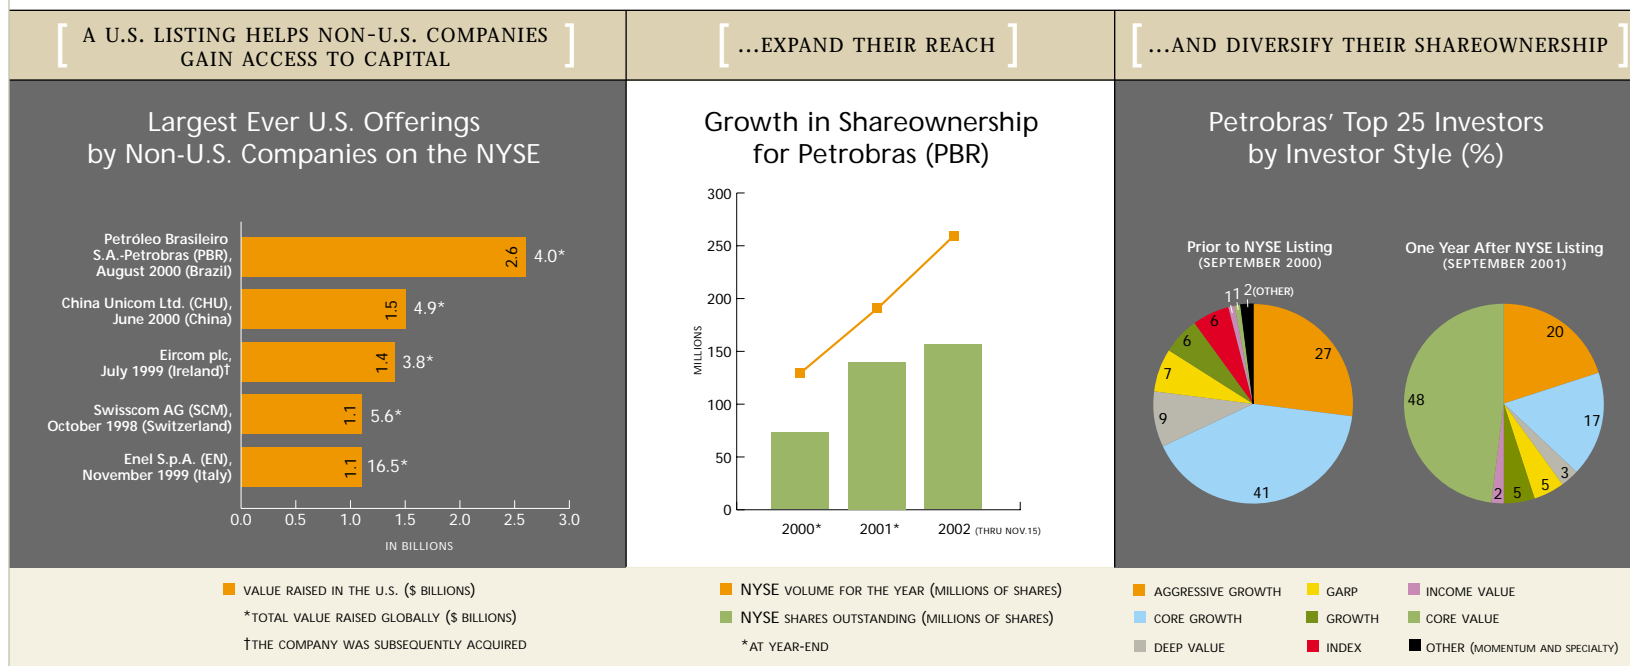 A U.S. LISTING HELPS NON-U.S. COMPANIES
GAIN ACCESS TO CAPITAL
...EXPAND THEIR REACH
...AND DIVERSIFY THEIR SHAREOWNERSHIP
Largest Ever U.S. Offerings
by Non-U.S. Companies on the NYSE
Petróleo Brasileiro
S.A.-Petrobras (PBR),
August 2000 (Brazil)
2.6
4.0*
China Unicom Ltd. (CHU),
June 2000 (China)
1.5
4.9*
Eircom plc,
July 1999 (Ireland)†
1.4
3.8*
Swisscom AG (SCM),
October 1998 (Switzerland)
1.1
5.6*
Enel S.p.A. (EN),
November 1999 (Italy)
1.1
16.5*
0.0 0.5 1.0 1.5 2.0 2.5 3.0
IN BILLIONS
VALUE RAISED IN THE U.S. ($ BILLIONS)
*TOTAL VALUE RAISED GLOBALLY ($ BILLIONS)
†THE COMPANY WAS SUBSEQUENTLY ACQUIRED
Growth in Shareownership
for Petrobras (PBR)
300
250
200
150
100
50
0
MILLIONS
2000* 2001* 2002 (THRU NOV.15)
NYSE VOLUME FOR THE YEAR (MILLIONS OF SHARES)
NYSE SHARES OUTSTANDING (MILLIONS OF SHARES)
*AT YEAR-END
Petrobras' Top 25 Investors
by Investor Style (%)
Prior to NYSE Listing
(SEPTEMBER 2000)
11 2(OTHER)
6
27
6
7
9
41
One Year After NYSE Listing
(SEPTEMBER 2001)
20
48
17
3
5
5
2
AGGRESSIVE GROWTH
CORE GROWTH
DEEP VALUE
GARP
GROWTH
INDEX
INCOME VALUE
CORE VALUE
OTHER (MOMENTUM AND SPECIALTY)